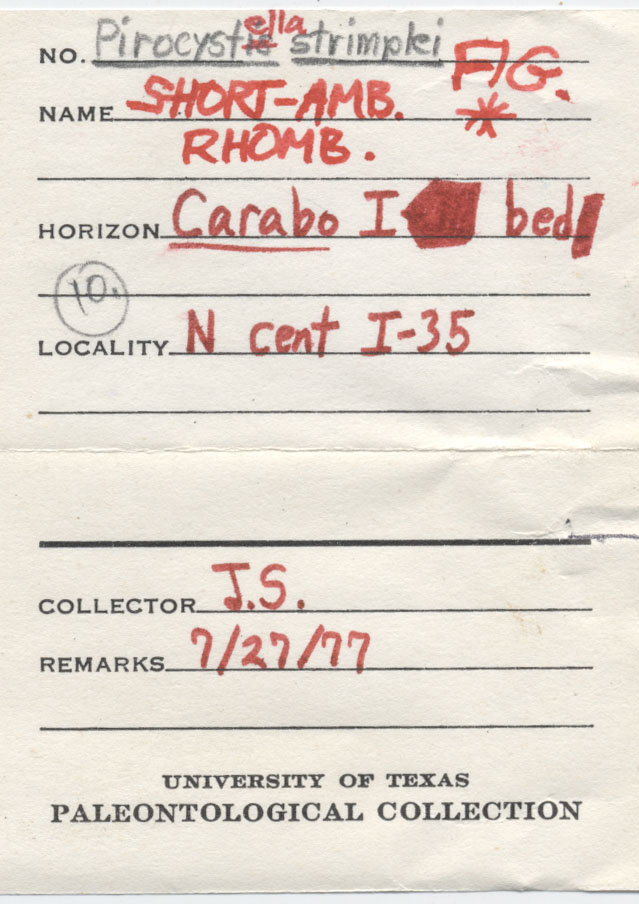 NO. Pirocystella strimplei FIG.
NAME SHORT-AMB. *
RHOMB.
HORIZON Carabo I bed
10.
LOCALITY N cent I-35
COLLECTOR J.S.
REMARKS 7/27/77
UNIVERSITY OF TEXAS
PALEONTOLOGICAL COLLECTION